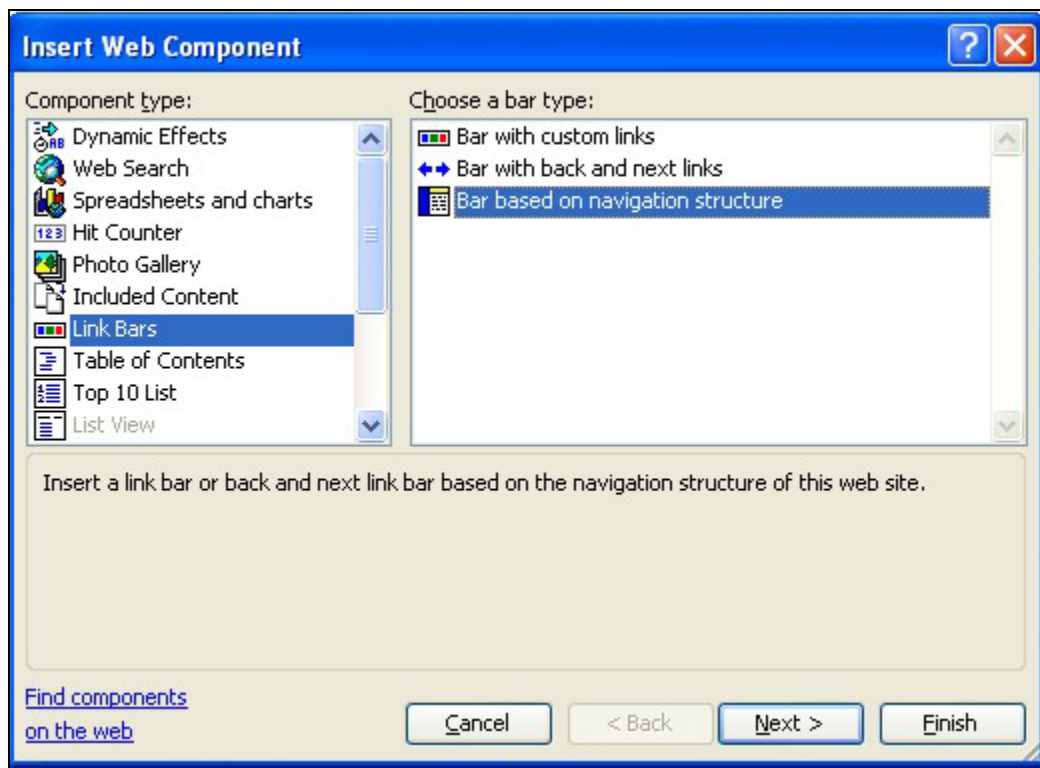 Insert Web Component
Component type:
Dynamic Effects
Web Search
Spreadsheets and charts
123 Hit Counter
Photo Gallery
Included Content
Link Bars
Table of Contents
Top 10 List
List View
Choose a bar type:
Bar with custom links
Bar with back and next links
Bar based on navigation structure
Insert a link bar or back and next link bar based on the navigation structure of this web site.
Find components
on the web
Cancel
< Back
Next >
Finish